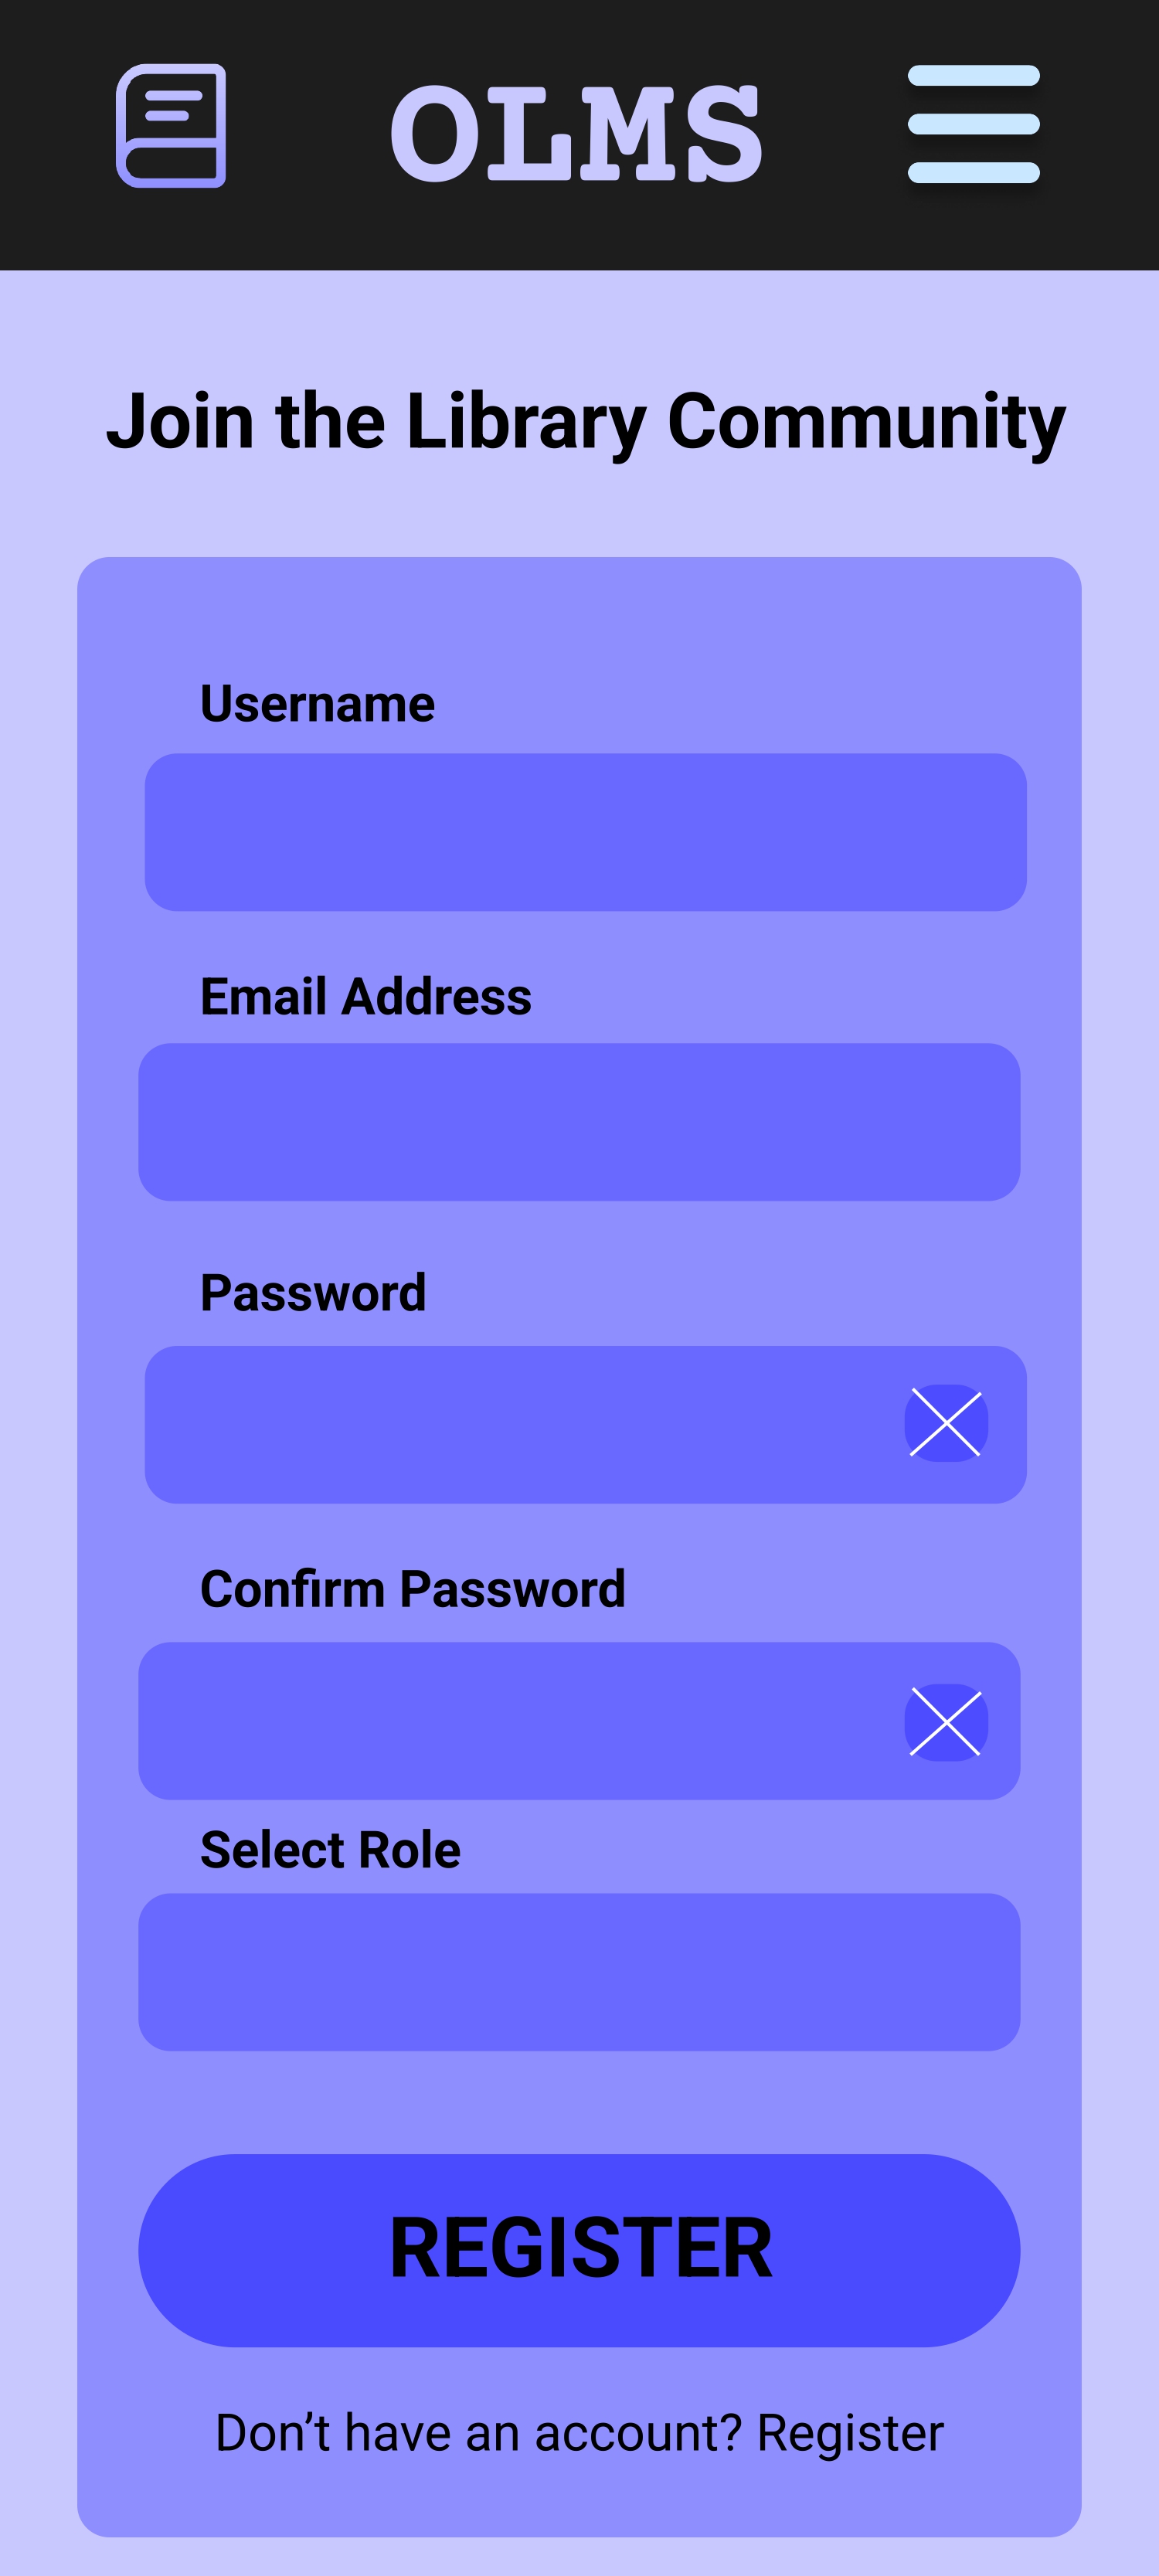 OLMS
Join the Library Community
Username
Email Address
Password
Confirm Password
Select Role
REGISTER
Don’t have an account? Register